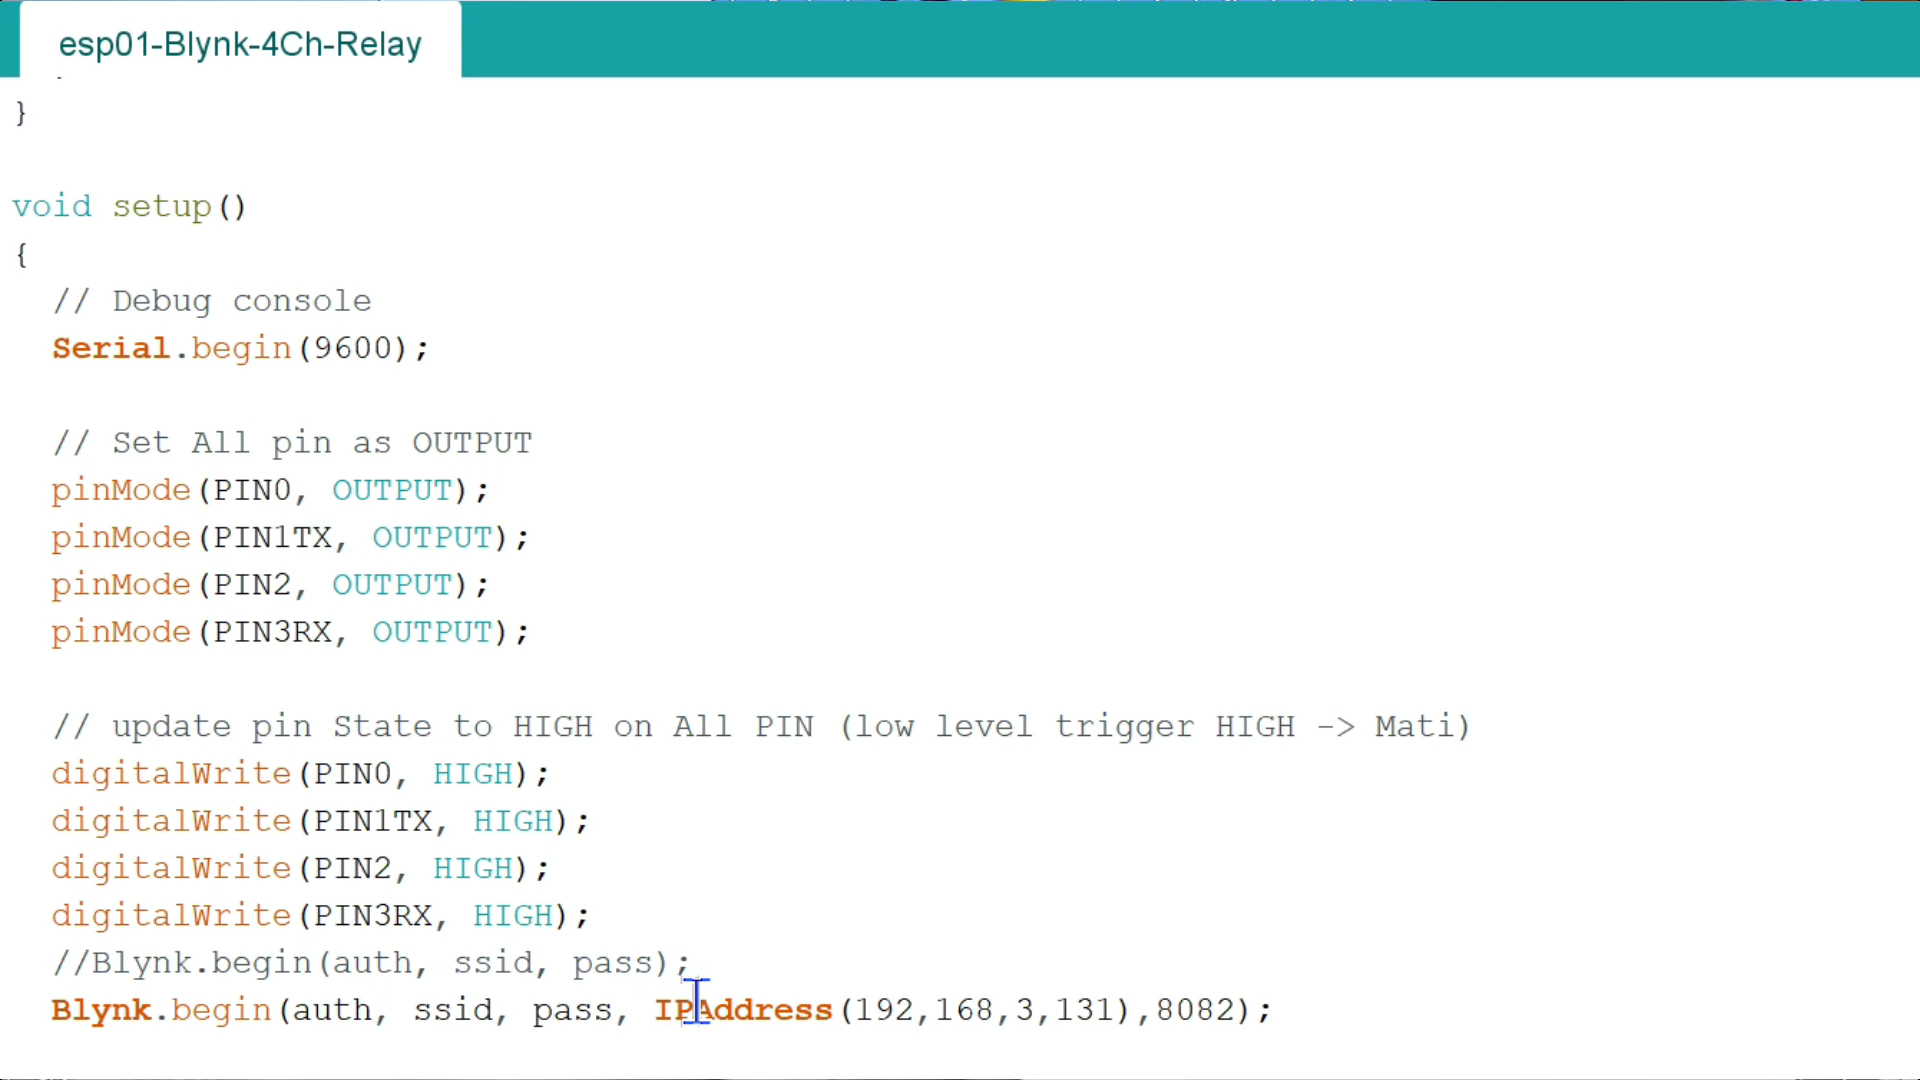 esp01-Blynk-4Ch-Relay
}
void setup()
{
// Debug console
Serial.begin(9600);
// Set All pin as OUTPUT
pinMode(PIN0, OUTPUT);
pinMode(PIN1TX, OUTPUT);
pinMode(PIN2, OUTPUT);
pinMode(PIN3RX, OUTPUT);
// update pin State to HIGH on All PIN (low level trigger HIGH -> Mati)
digitalWrite(PIN0, HIGH);
digitalWrite(PIN1TX, HIGH);
digitalWrite(PIN2, HIGH);
digitalWrite(PIN3RX, HIGH);
//Blynk.begin(auth, ssid, pass);
Blynk.begin(auth, ssid, pass, IPAddress(192,168,3,131),8082);